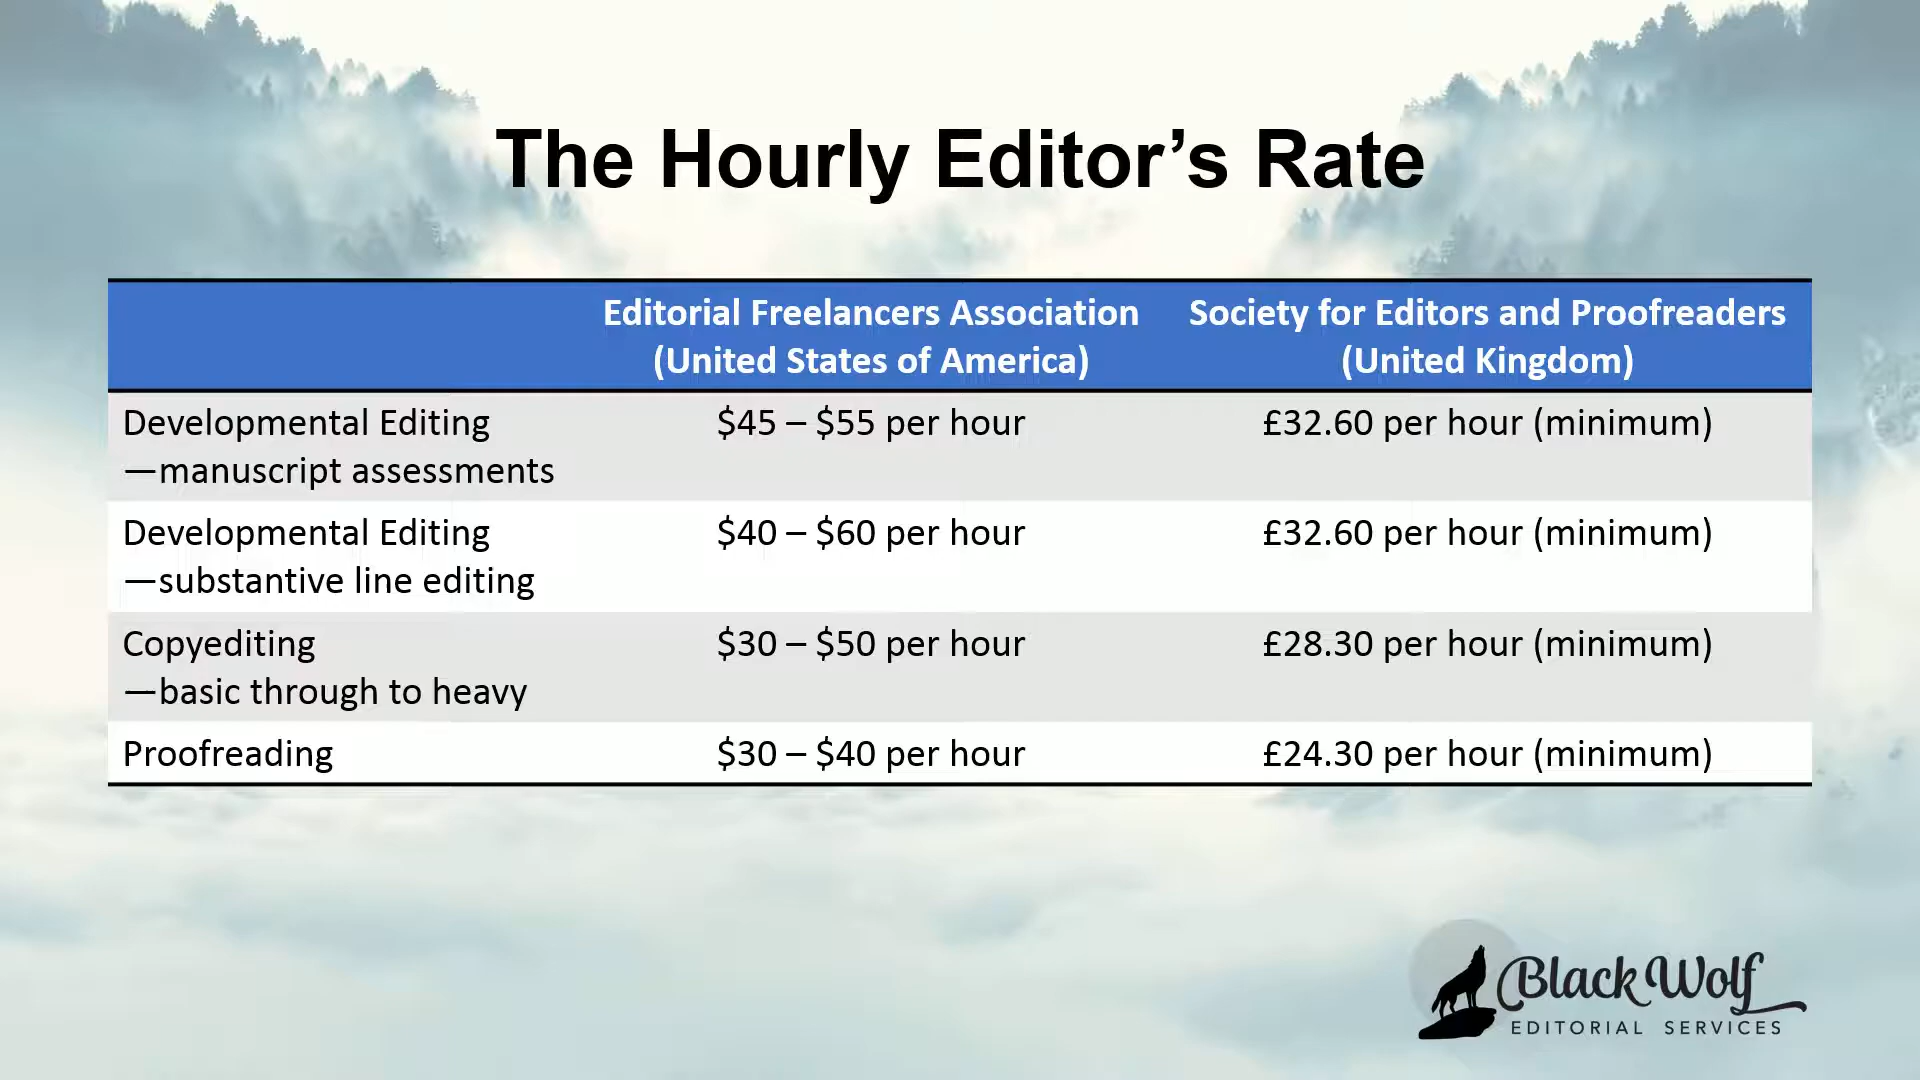 The Hourly Editor’s Rate
Editorial Freelancers Association
(United States of America)
Society for Editors and Proofreaders
(United Kingdom)
Developmental Editing
—manuscript assessments
$45 – $55 per hour
£32.60 per hour (minimum)
Developmental Editing
—substantive line editing
$40 – $60 per hour
£32.60 per hour (minimum)
Copyediting
—basic through to heavy
$30 – $50 per hour
£28.30 per hour (minimum)
Proofreading
$30 – $40 per hour
£24.30 per hour (minimum)
Black Wolf
EDITORIAL SERVICES